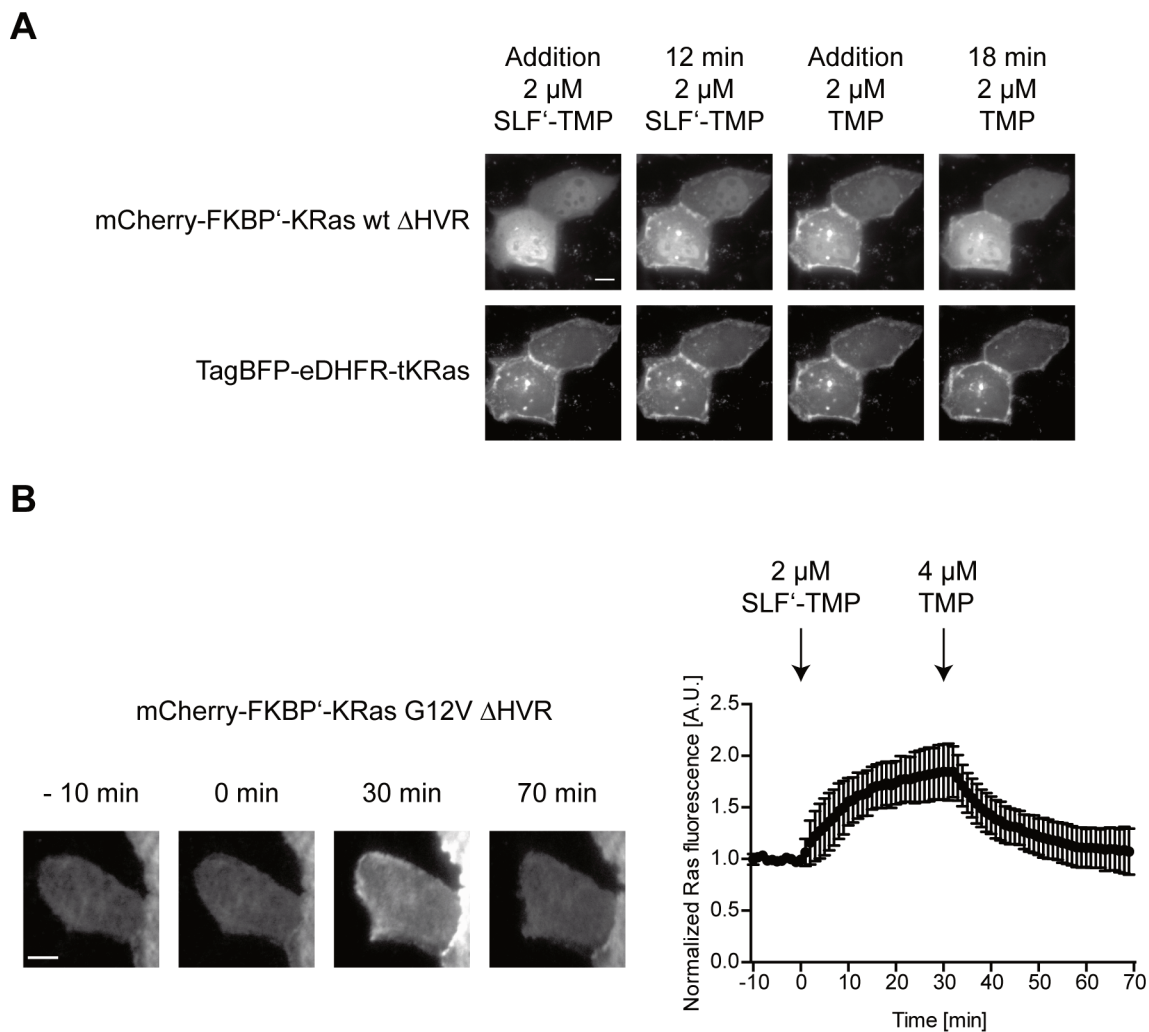 A
Addition
2 µM
SLF‘-TMP
12 min
2 µM
SLF‘-TMP
Addition
2 µM
TMP
18 min
2 µM
TMP
mCherry-FKBP‘-KRas wt ΔHVR
TagBFP-eDHFR-tKRas
B
mCherry-FKBP‘-KRas G12V ΔHVR
- 10 min
0 min
30 min
70 min
2 µM
SLF‘-TMP
4 µM
TMP
Normalized Ras fluorescence [A.U.]
2.5
2.0
1.5
1.0
0.5
0.0
-10 0 10 20 30 40 50 60 70
Time [min]